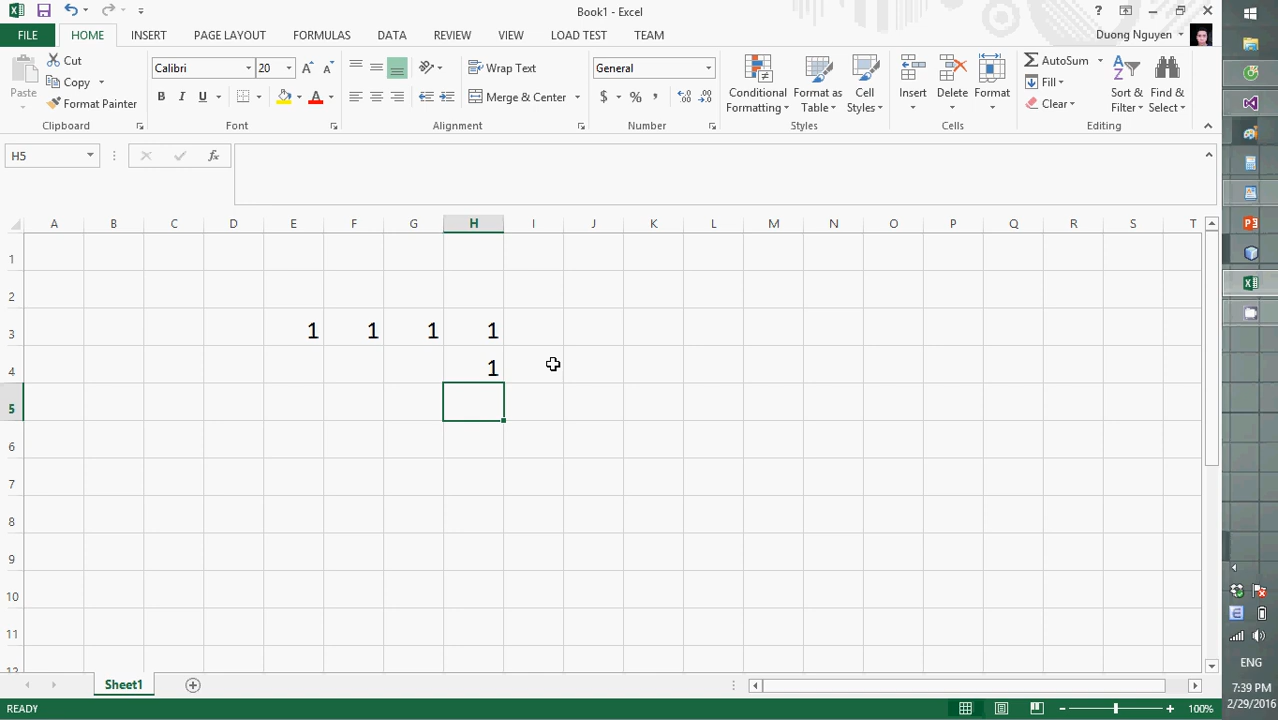 Book1 - Excel
FILE HOME INSERT PAGE LAYOUT FORMULAS DATA REVIEW VIEW LOAD TEST TEAM Duong Nguyen
Paste Cut Copy Format Painter
Calibri 20
B I U A
Wrap Text
Merge & Center
General
$ % ,
Conditional Formatting
Format as Table
Cell Styles
Insert Delete Format
AutoSum
Fill
Clear
Sort & Filter
Find & Select
Clipboard Font Alignment Number Styles Cells Editing
H5 fx
A B C D E F G H J K L M N O P Q R S T
1
2
3 1 1 1 1
4 1
5
6
7
8
9
10
11
12
Sheet1
READY 100%
ENG
7:39 PM
2/29/2016